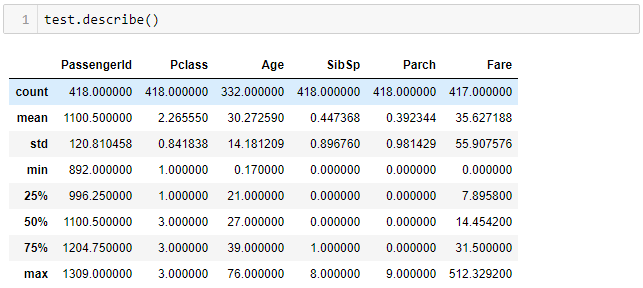 1 test.describe()
PassengerId Pclass Age SibSp Parch Fare
count 418.000000 418.000000 332.000000 418.000000 418.000000 417.000000
mean 1100.500000 2.265550 30.272590 0.447368 0.392344 35.627188
std 120.810458 0.841838 14.181209 0.896760 0.981429 55.907576
min 892.000000 1.000000 0.170000 0.000000 0.000000 0.000000
25% 996.250000 1.000000 21.000000 0.000000 0.000000 7.895800
50% 1100.500000 3.000000 27.000000 0.000000 0.000000 14.454200
75% 1204.750000 3.000000 39.000000 1.000000 0.000000 31.500000
max 1309.000000 3.000000 76.000000 8.000000 9.000000 512.329200